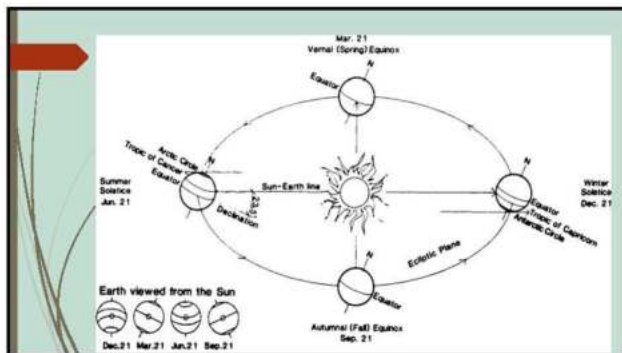 Mar. 21
Vernal (Spring) Equinox
N
Equator
Arctic Circle
N
Tropic of Cancer
Equator
Summer
Solstice
Jun. 21
Sun-Earth line
23.5°
Declination
N
Winter
Solstice
Dec. 21
Equator
Tropic of Capricorn
Antarctic Circle
Ecliptic Plane
N
Equator
Autumnal (Fall) Equinox
Sep. 21
Earth viewed from the Sun
Dec.21 Mar.21 Jun.21 Sep.21